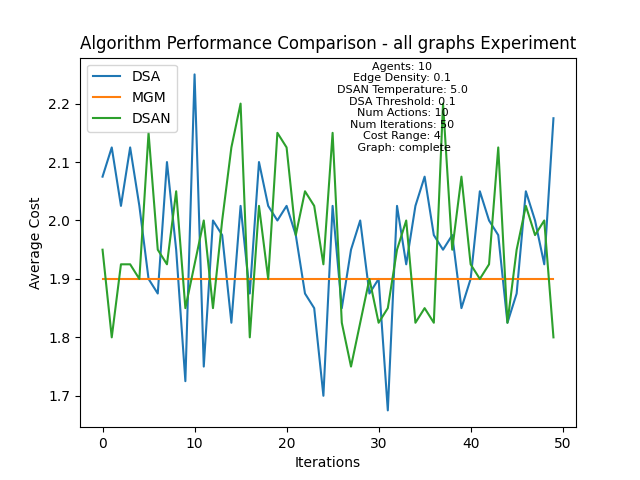 Algorithm Performance Comparison - all graphs Experiment
DSA
MGM
DSAN
Agents: 10
Edge Density: 0.1
DSAN Temperature: 5.0
DSA Threshold: 0.1
Num Actions: 10
Num Iterations: 50
Cost Range: 4
Graph: complete
Average Cost
2.2
2.1
2.0
1.9
1.8
1.7
0 10 20 30 40 50
Iterations